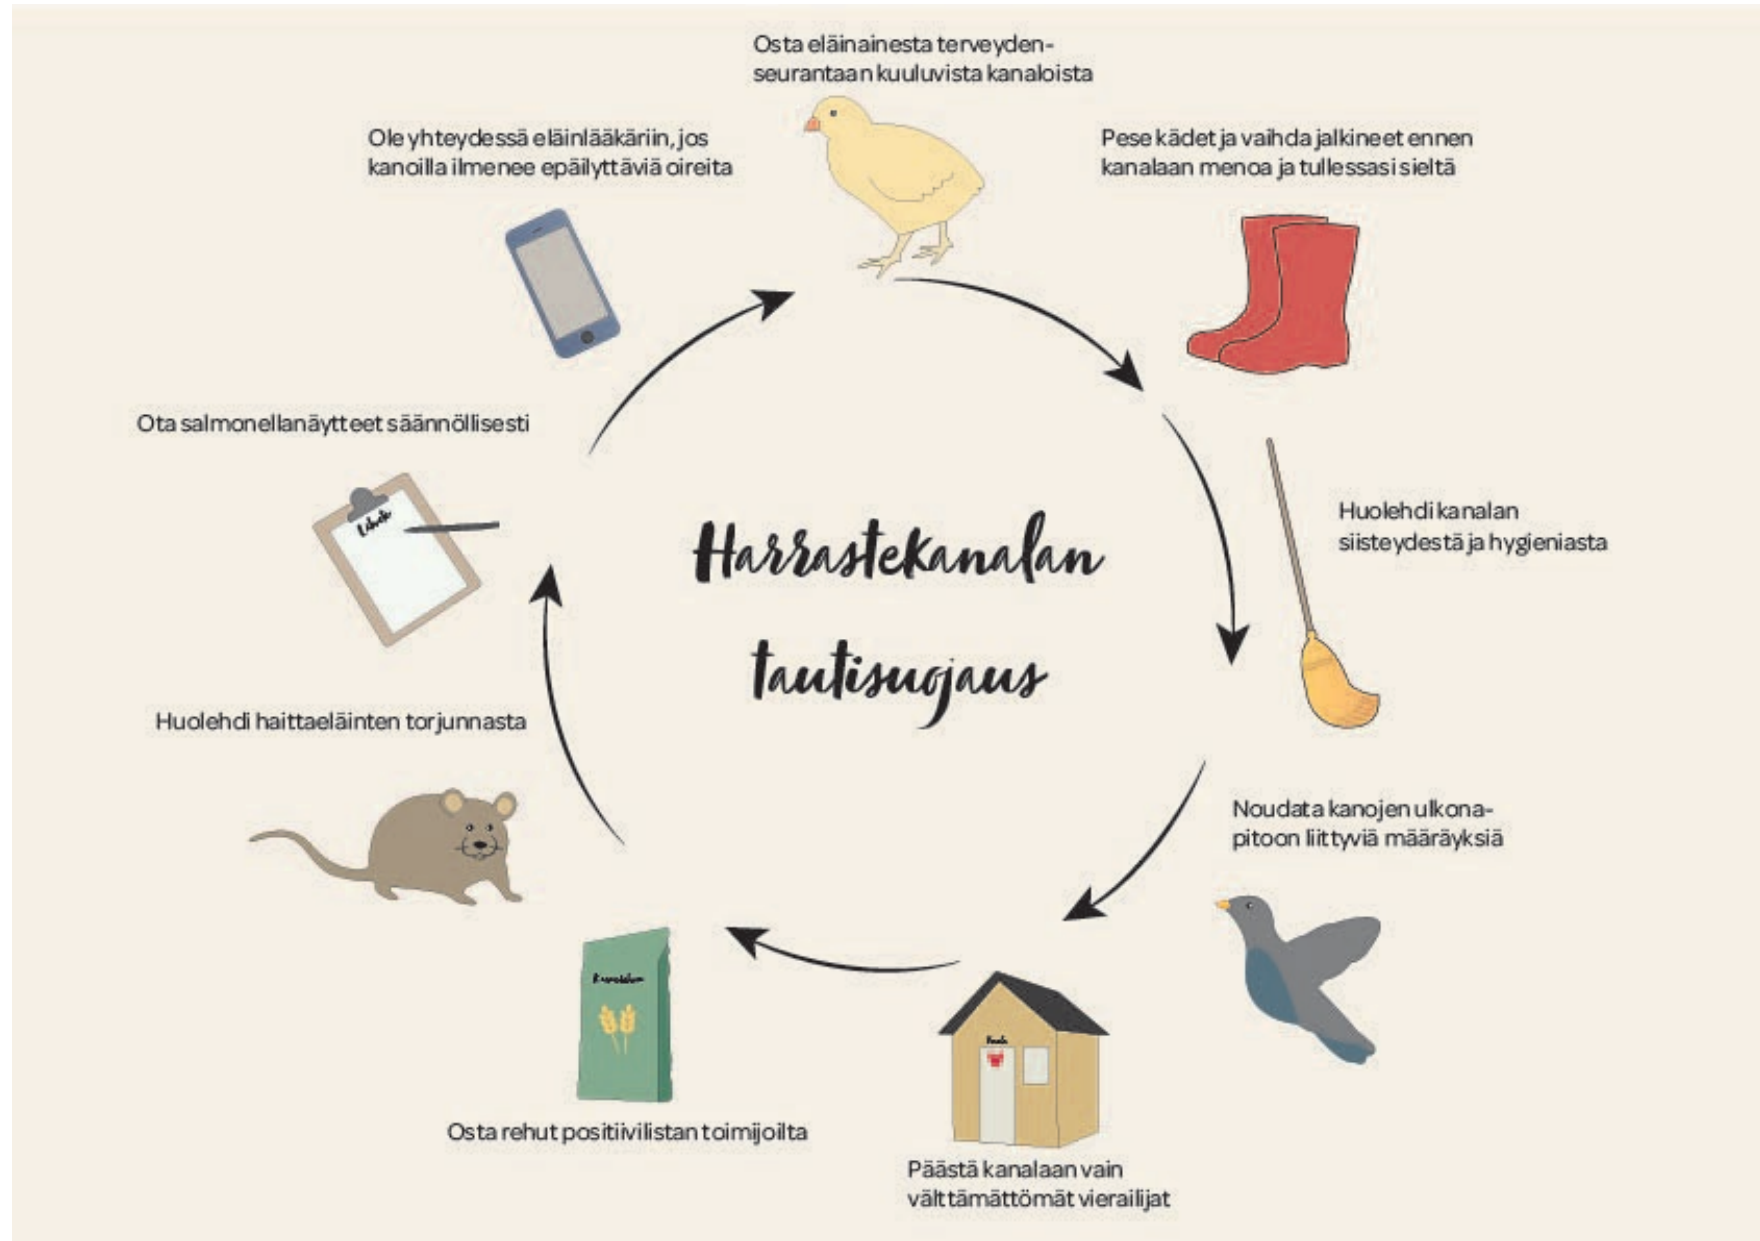 Osta eläinainesta terveyden-
seurantaan kuuluvista kanaloista
Pese kädet ja vaihda jalkineet ennen
kanalaan menoa ja tullessasi sieltä
Huolehdi kanalan
siisteydestä ja hygieniasta
Noudata kanojen ulkona-
pitoon liittyviä määräyksiä
Päästä kanalaan vain
välttämättömät vierailijat
Osta rehut positiivilistan toimijoilta
Huolehdi haittaeläinten torjunnasta
Ota salmonellanäytteet säännöllisesti
Ole yhteydessä eläinlääkäriin, jos
kanoilla ilmenee epäilyttäviä oireita
Harrastekanalan
tautisuojaus